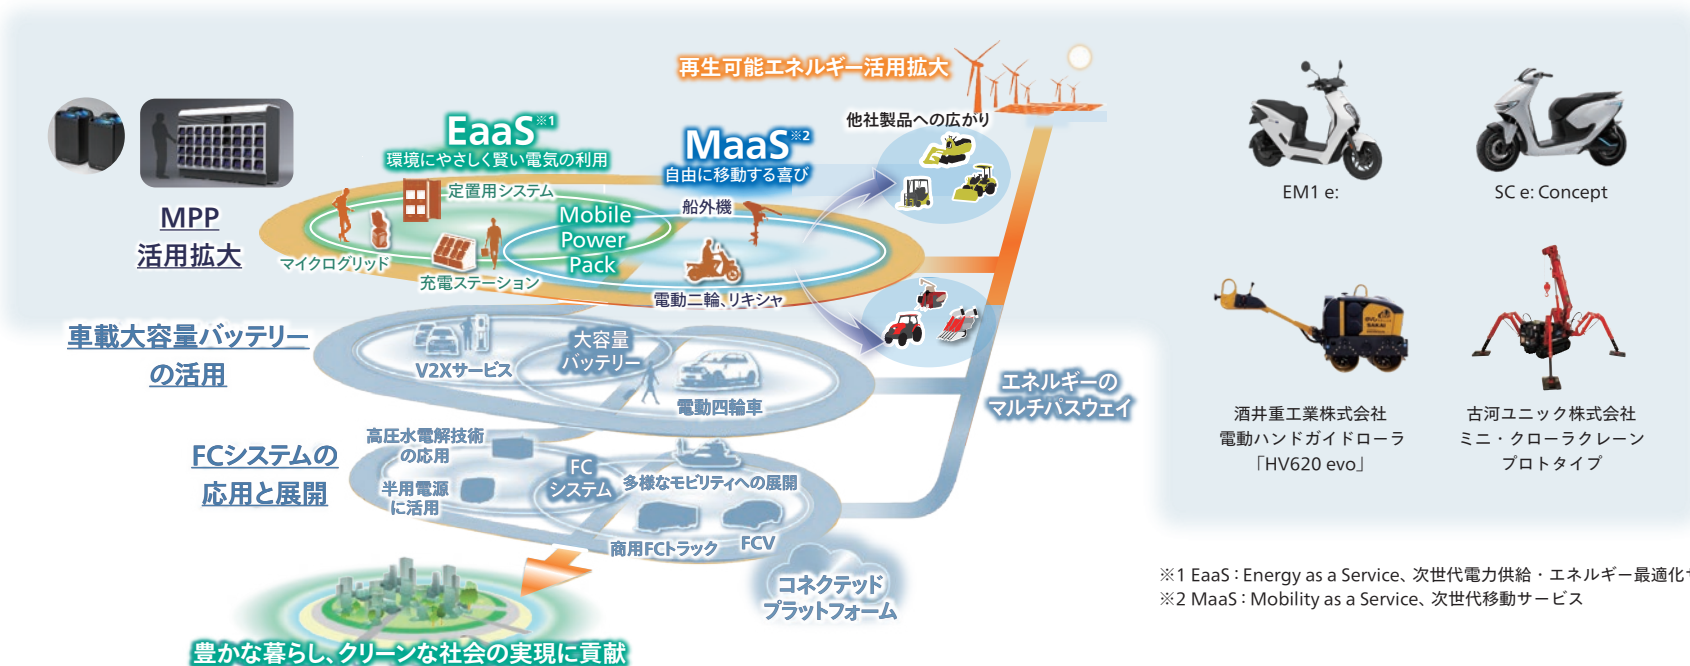 再生可能エネルギー活用拡大
EaaS※1
環境にやさしく賢い電気の利用
MaaS※2
自由に移動する喜び
他社製品への広がり
MPP
活用拡大
定置用システム
マイクログリッド
充電ステーション
Mobile
Power
Pack
船外機
電動二輪、リキシャ
車載大容量バッテリー
の活用
V2Xサービス
大容量
バッテリー
電動四輪車
エネルギーの
マルチパスウェイ
FCシステムの
応用と展開
高圧水電解技術
の応用
半用電源
に活用
FC
システム
多様なモビリティへの展開
商用FCトラック
FCV
コネクテッド
プラットフォーム
豊かな暮らし、クリーンな社会の実現に貢献
EM1 e:
SC e: Concept
SAKAI
酒井重工業株式会社
電動ハンドガイドローラ
「HV620 evo」
古河ユニック株式会社
ミニ・クローラクレーン
プロトタイプ
※1 EaaS：Energy as a Service、次世代電力供給・エネルギー最適化
※2 MaaS：Mobility as a Service、次世代移動サービス